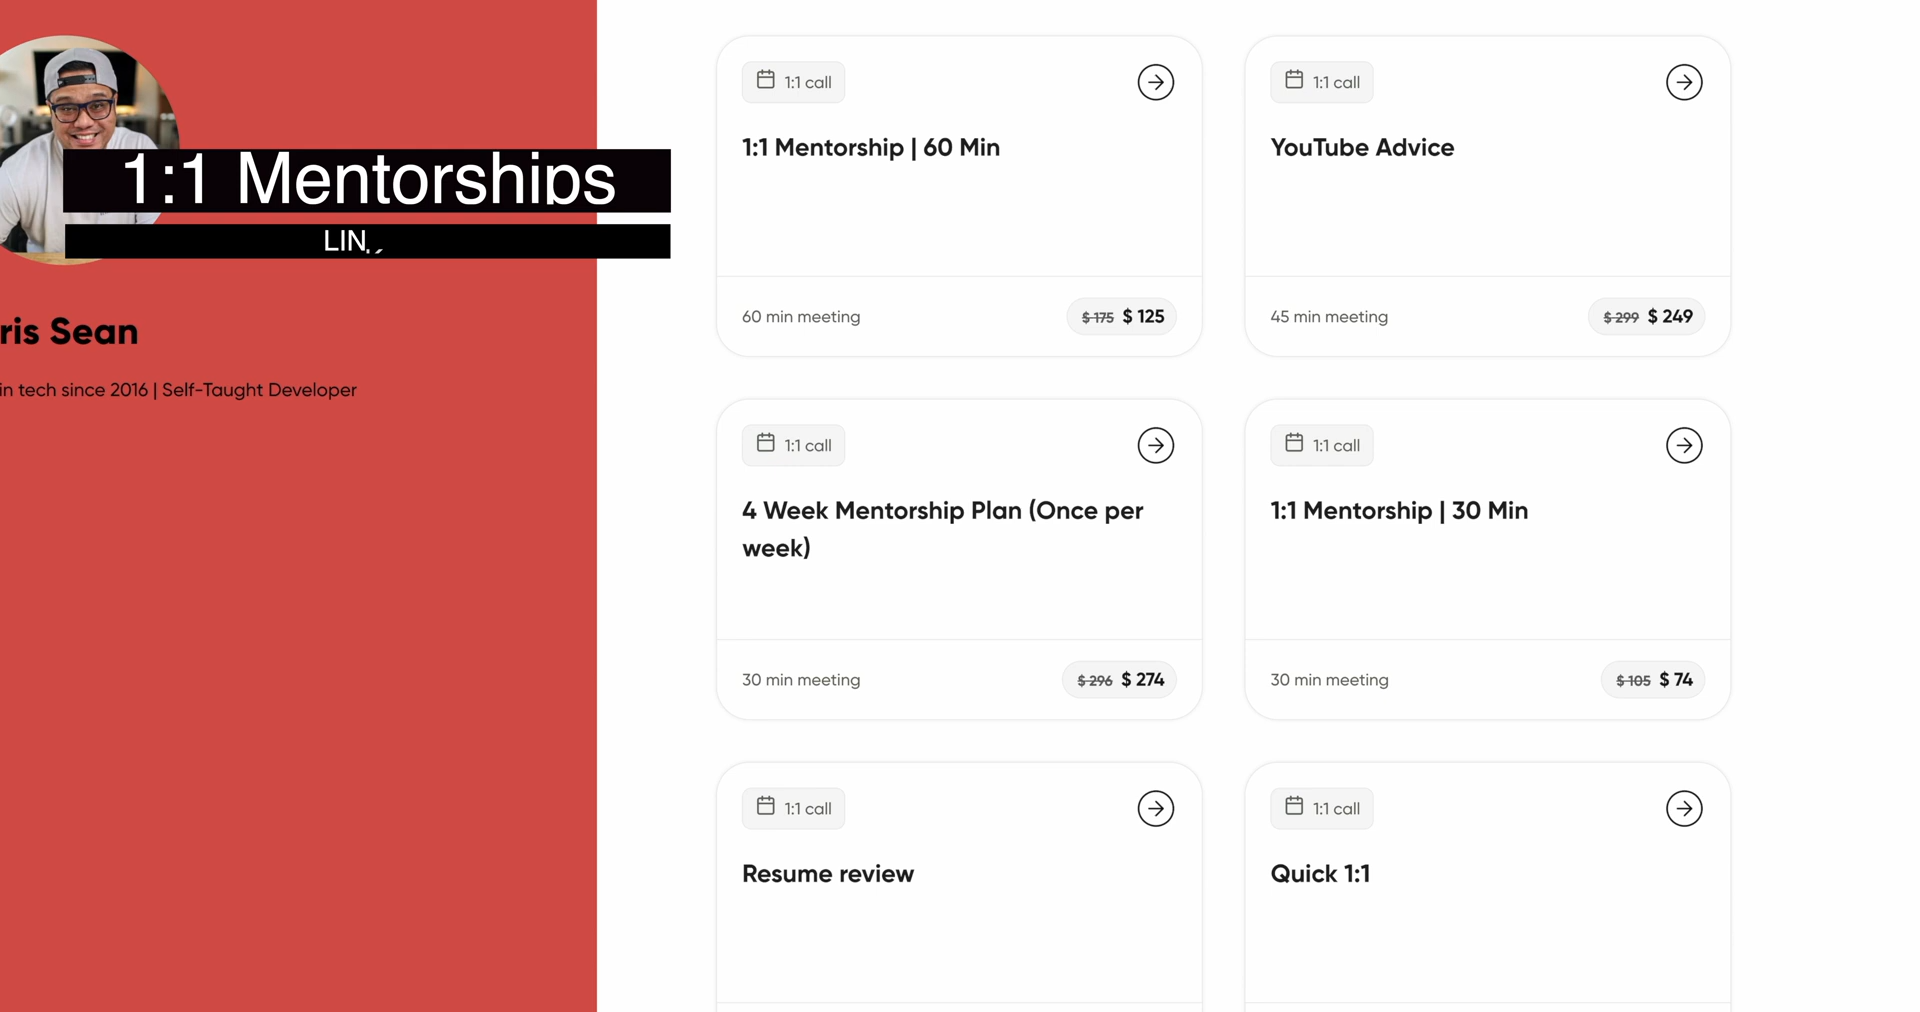 1:1 Mentorships
ris Sean
in tech since 2016 | Self-Taught Developer
1:1 call
1:1 Mentorship | 60 Min
60 min meeting
$ 175 $ 125
1:1 call
YouTube Advice
45 min meeting
$ 299 $ 249
1:1 call
4 Week Mentorship Plan (Once per
week)
30 min meeting
$ 296 $ 274
1:1 call
1:1 Mentorship | 30 Min
30 min meeting
$ 105 $ 74
1:1 call
Resume review
1:1 call
Quick 1:1